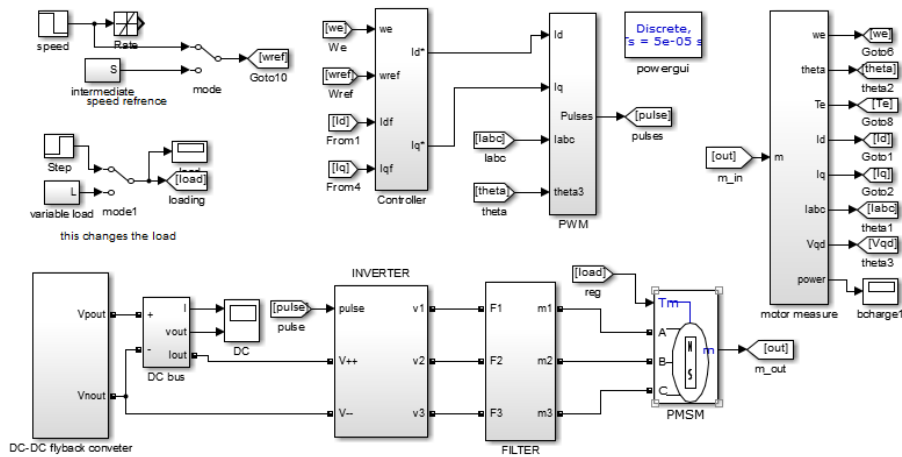 speed
Rate
S
intermediate
speed refrence
mode
[wref]
Goto10
Step
L
variable load
mode1
[load]
loading
this changes the load
[we]
We
[wref]
Wref
[Id]
From1
[Iq]
From4
we
wref
Idf
Iqf
Id*
Iq*
Controller
Iabc
Iabc
[theta]
theta
Id
Iq
Iabc
theta3
Pulses
PWM
[pulse]
pulses
Discrete,
s = 5e-05 s
powergui
[out]
m_in
m
we
theta
Te
Id
Iq
Iabc
Vqd
power
motor measure
[we]
Goto6
[theta]
theta2
[Te]
Goto8
[Id]
Goto1
[Iq]
Goto2
[Iabc]
theta1
[Vqd]
theta3
bcharge1
Vpout
Vnout
DC-DC flyback conveter
+
-
I
vout
Iout
DC bus
DC
[pulse]
pulse
INVERTER
pulse
V++
V--
v1
v2
v3
F1
F2
F3
m1
m2
m3
FILTER
[load]
reg
Tm
A
B
C
N
S
m
PMSM
[out]
m_out